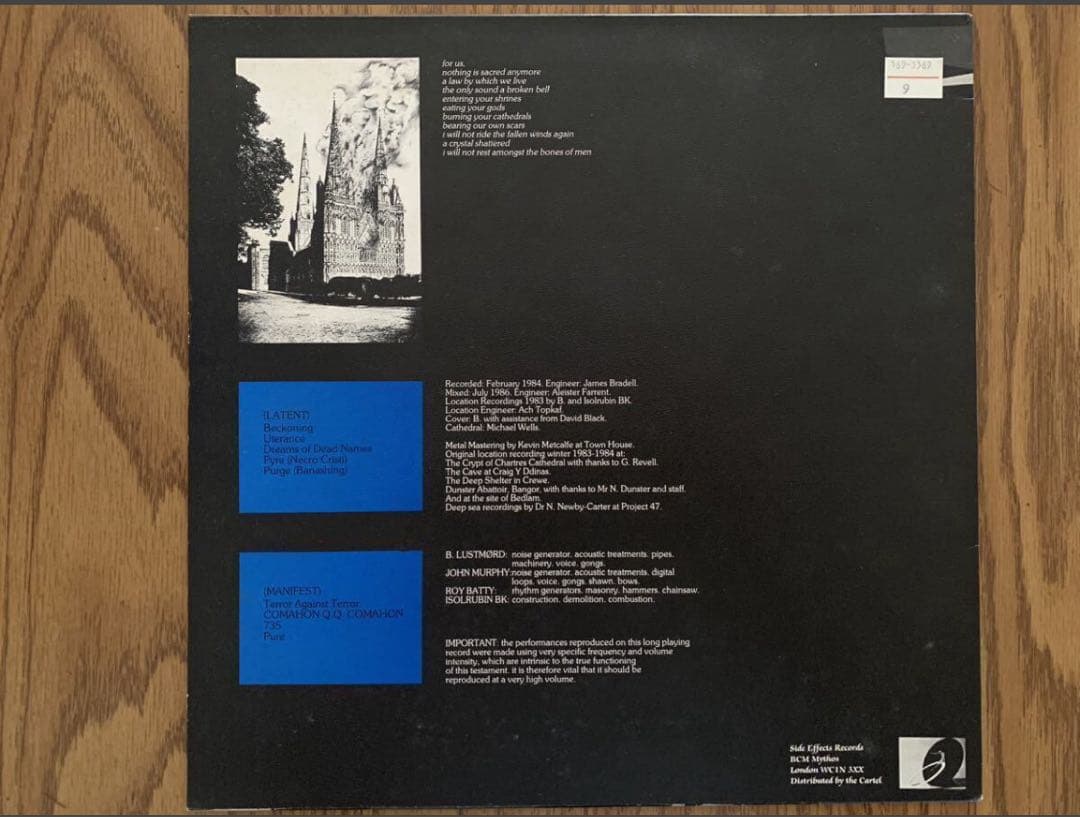 for us,
nothing is sacred anymore
a law by which we live
the only sound a broken bell
entering your shrines
eating your gods
burning your cathedrals
bearing our own scars
i will not ride the fallen winds again
a crystal shattered
i will not rest amongst the bones of men
169-3367
9
(LATENT)
Beckoning
Uterance
Dreams of Dead Names
Pyre (Necro Cristi)
Purge (Banishing)
Recorded: February 1984. Engineer: James Bradell.
Mixed: July 1986. Engineer: Aleister Farrent.
Location Recordings 1983 by B. and Isolrubin BK.
Location Engineer: Ach Topkaf.
Cover: B. with assistance from David Black.
Cathedral: Michael Wells.
Metal Mastering by Kevin Metcalfe at Town House.
Original location recording winter 1983-1984 at:
The Crypt of Chartres Cathedral with thanks to G. Revell.
The Cave at Craig Y Ddinas.
The Deep Shelter in Crewe.
Dunster Abattoir, Bangor, with thanks to Mr N. Dunster and staff.
And at the site of Bedlam.
Deep sea recordings by Dr N. Newby-Carter at Project 47.
(MANIFEST)
Terror Against Terror
COMAHON Q.Q. COMAHON
735
Pure
B. LUSTMØRD: noise generator. acoustic treatments. pipes.
machinery. voice. gongs.
JOHN MURPHY: noise generator. acoustic treatments. digital
loops. voice. gongs. shawn. bows.
ROY BATTY: rhythm generators. masonry. hammers. chainsaw.
ISOLRUBIN BK: construction. demolition. combustion.
IMPORTANT: the performances reproduced on this long playing
record were made using very specific frequency and volume
intensity, which are intrinsic to the true functioning
of this testament. it is therefore vital that it should be
reproduced at a very high volume.
Side Effects Records
BCM Mythos
London WC1N 3XX
Distributed by the Cartel